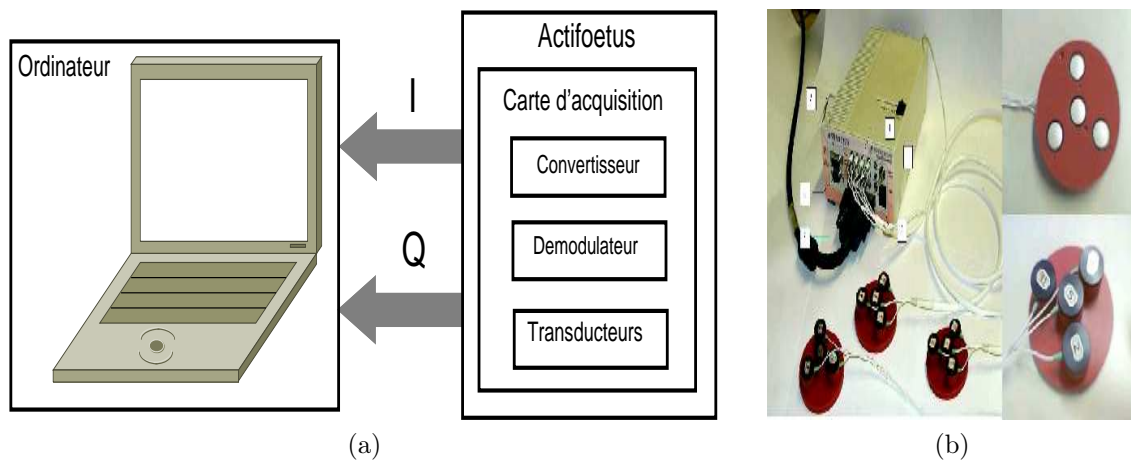 Ordinateur
I
Q
Actifoetus
Carte d'acquisition
Convertisseur
Demodulateur
Transducteurs
(a)
(b)